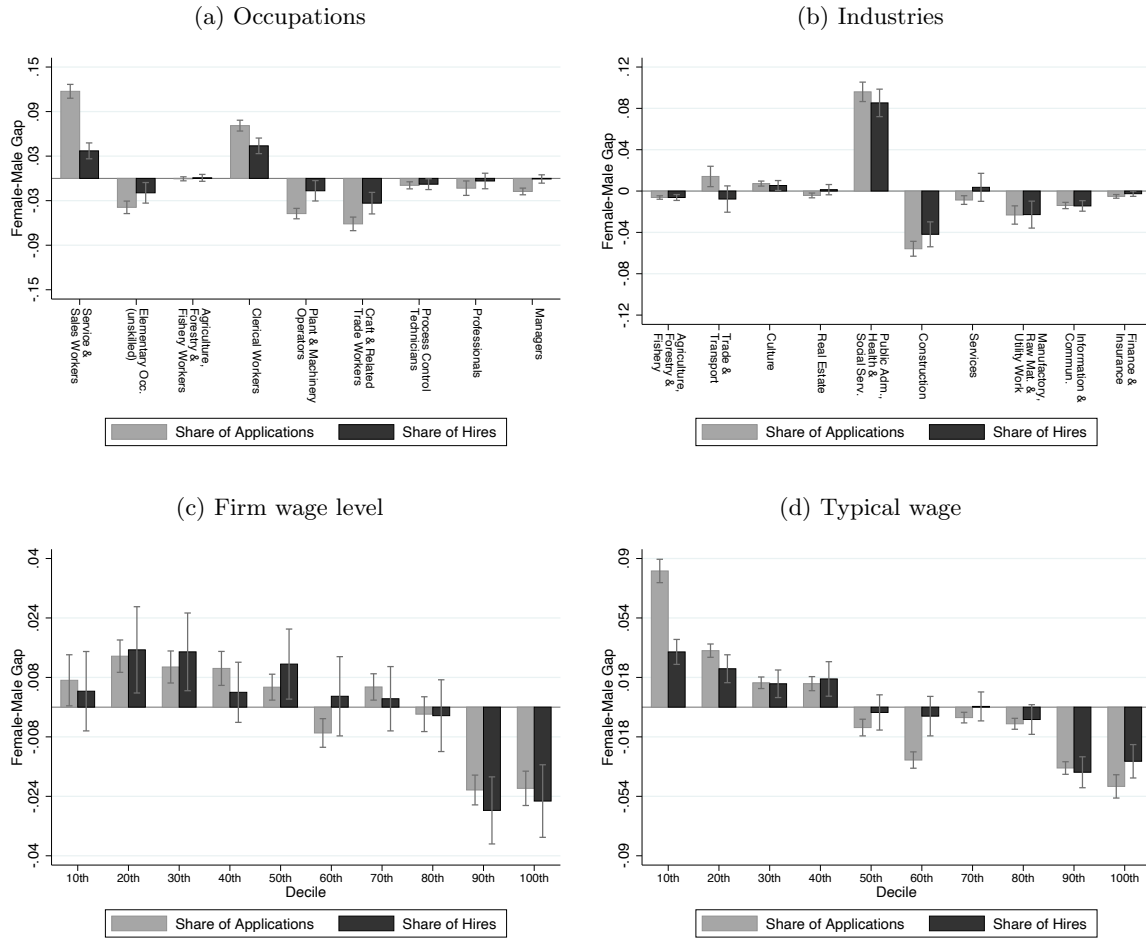 (a) Occupations
.15
.09
.03
-.03
-.09
-.15
Female-Male Gap
Service &
Sales Workers
Elementary Occ.
(unskilled)
Agriculture,
Forestry &
Fishery Workers
Clerical Workers
Plant & Machinery
Operators
Craft & Related
Trade Workers
Process Control
Technicians
Professionals
Managers
Share of Applications
Share of Hires
(b) Industries
.12
.08
.04
0
-.04
-.08
-.12
Female-Male Gap
Agriculture,
Forestry &
Fishery
Trade &
Transport
Culture
Real Estate
Public Adm.,
Health &
Social Serv.
Construction
Services
Manufactory,
Raw Mat. &
Utility Work
Information &
Commun.
Finance &
Insurance
Share of Applications
Share of Hires
(c) Firm wage level
.04
.024
.008
-.008
-.024
-.04
Female-Male Gap
10th 20th 30th 40th 50th 60th 70th 80th 90th 100th
Decile
Share of Applications
Share of Hires
(d) Typical wage
.09
.054
.018
-.018
-.054
-.09
Female-Male Gap
10th 20th 30th 40th 50th 60th 70th 80th 90th 100th
Decile
Share of Applications
Share of Hires